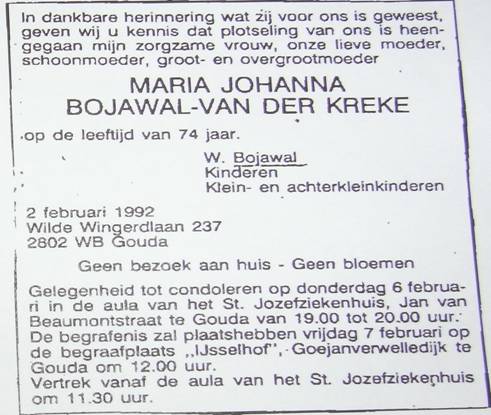 In dankbare herinnering wat zij voor ons is geweest,
geven wij u kennis dat plotseling van ons is heen-
gegaan mijn zorgzame vrouw, onze lieve moeder,
schoonmoeder, groot- en overgrootmoeder
MARIA JOHANNA
BOJAWAL-VAN DER KREKE
op de leeftijd van 74 jaar.
W. Bojawal
Kinderen
Klein- en achterkleinkinderen
2 februari 1992
Wilde Wingerdlaan 237
2802 WB Gouda
Geen bezoek aan huis - Geen bloemen
Gelegenheid tot condoleren op donderdag 6 februa-
ri in de aula van het St. Jozefziekenhuis, Jan van
Beaumontstraat te Gouda van 19.00 tot 20.00 uur.
De begrafenis zal plaatshebben vrijdag 7 februari op
de begraafplaats ,,IJsselhof", Goejanverwelledijk te
Gouda om 12.00 uur.
Vertrek vanaf de aula van het St. Jozefziekenhuis
om 11.30 uur.